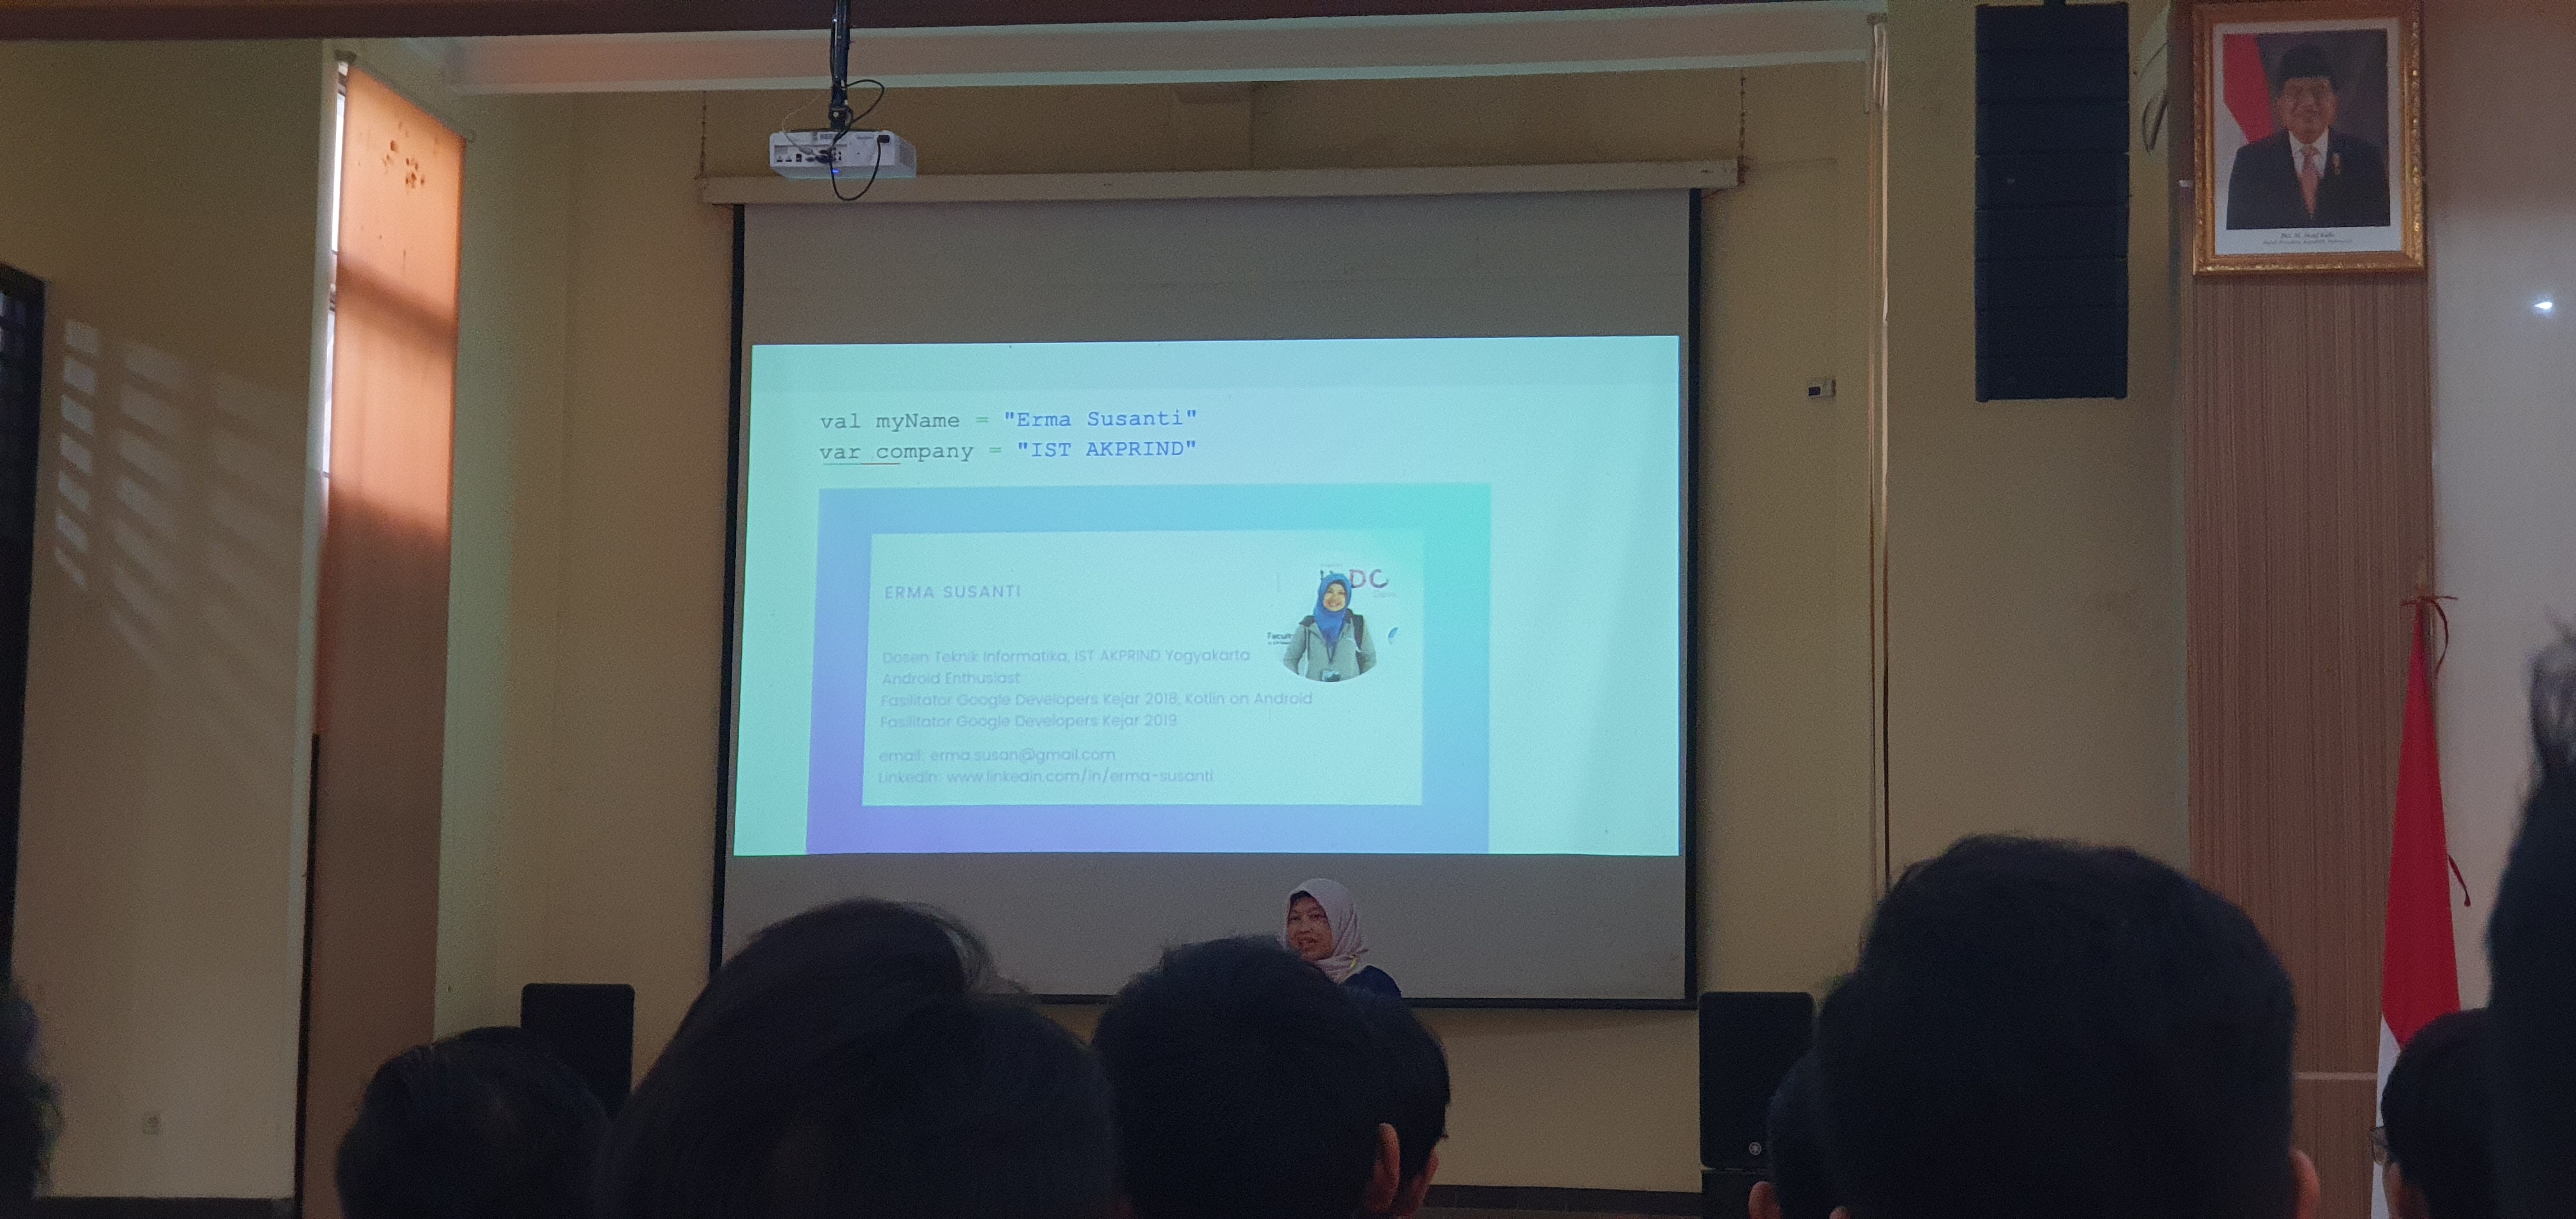 val myName = "Erma Susanti"
var company = "IST AKPRIND"
DC
ERMA SUSANTI
Dosen Teknik Informatika, IST AKPRIND Yogyakarta
Android Enthusiast
Fasilitator Google Developers Kejar 2018, Kotlin on Android
Fasilitator Google Developers Kejar 2019
email: erma.susan@gmail.com
LinkedIn: www.linkedin.com/in/erma-susanti